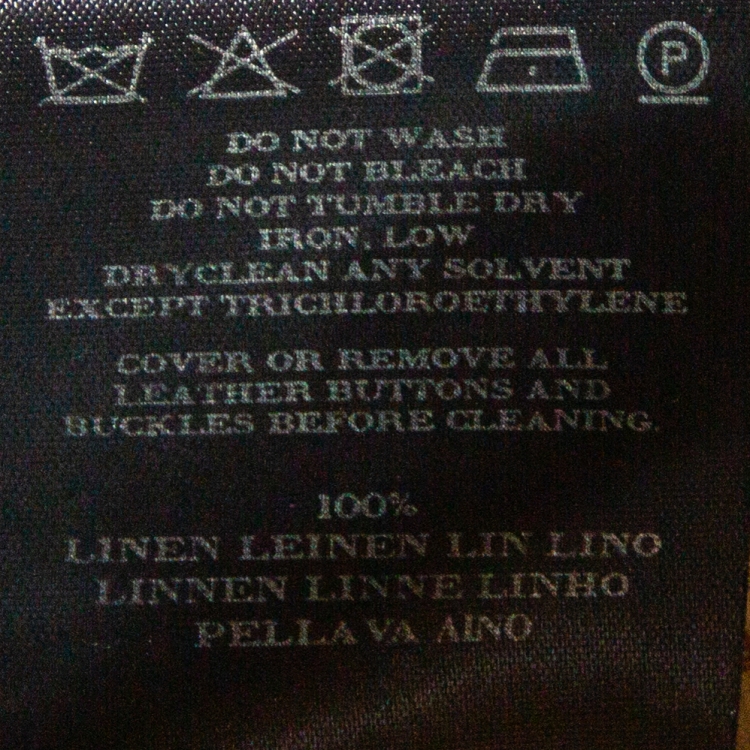 P
DO NOT WASH
DO NOT BLEACH
DO NOT TUMBLE DRY
IRON, LOW
DRYCLEAN ANY SOLVENT
EXCEPT TRICHLOROETHYLENE
COVER OR REMOVE ALL
LEATHER BUTTONS AND
BUCKLES BEFORE CLEANING.
100%
LINEN LEINEN LIN LINO
LINNEN LINNE LINHO
PELLAVA AINO